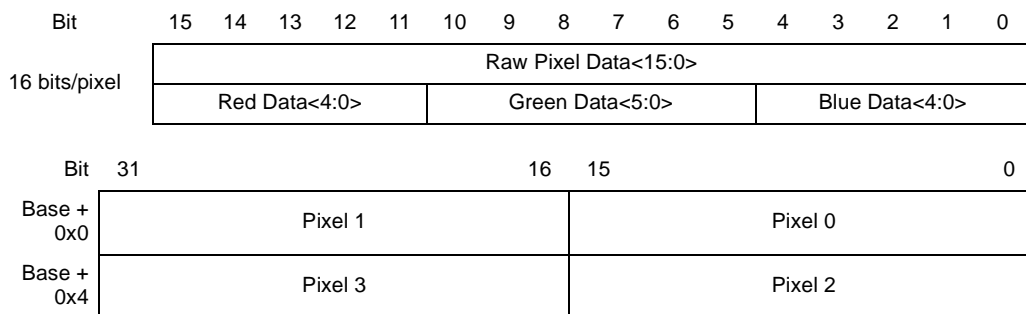 Bit 15 14 13 12 11 10 9 8 7 6 5 4 3 2 1 0
16 bits/pixel
Raw Pixel Data<15:0>
Red Data<4:0> Green Data<5:0> Blue Data<4:0>
Bit 31 16 15 0
Base + 0x0 Pixel 1 Pixel 0
Base + 0x4 Pixel 3 Pixel 2